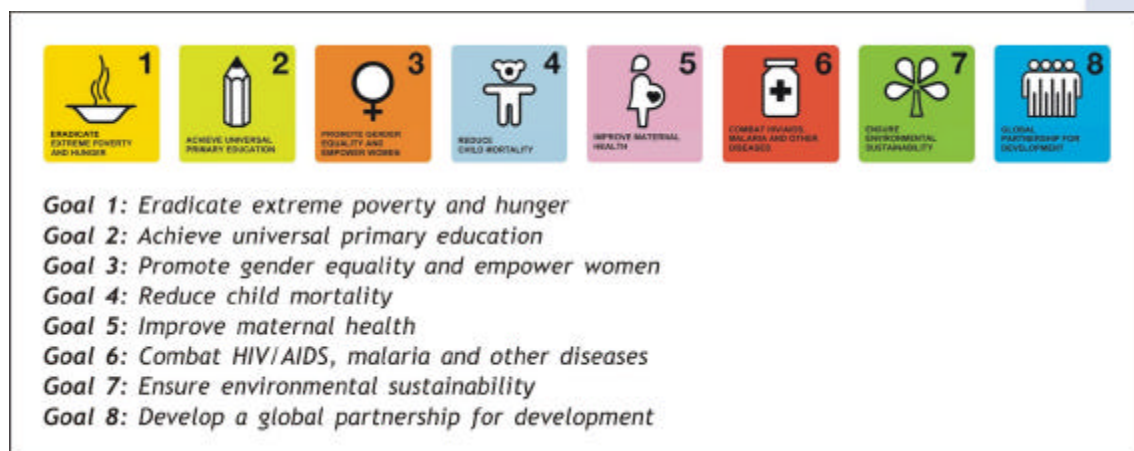 1
ERADICATE
EXTREME POVERTY
AND HUNGER
2
ACHIEVE UNIVERSAL
PRIMARY EDUCATION
3
PROMOTE GENDER
EQUALITY AND
EMPOWER WOMEN
4
REDUCE
CHILD MORTALITY
5
IMPROVE MATERNAL
HEALTH
6
COMBAT HIV/AIDS,
MALARIA AND OTHER
DISEASES
7
ENSURE
ENVIRONMENTAL
SUSTAINABILITY
8
GLOBAL
PARTNERSHIP FOR
DEVELOPMENT
Goal 1: Eradicate extreme poverty and hunger
Goal 2: Achieve universal primary education
Goal 3: Promote gender equality and empower women
Goal 4: Reduce child mortality
Goal 5: Improve maternal health
Goal 6: Combat HIV/AIDS, malaria and other diseases
Goal 7: Ensure environmental sustainability
Goal 8: Develop a global partnership for development